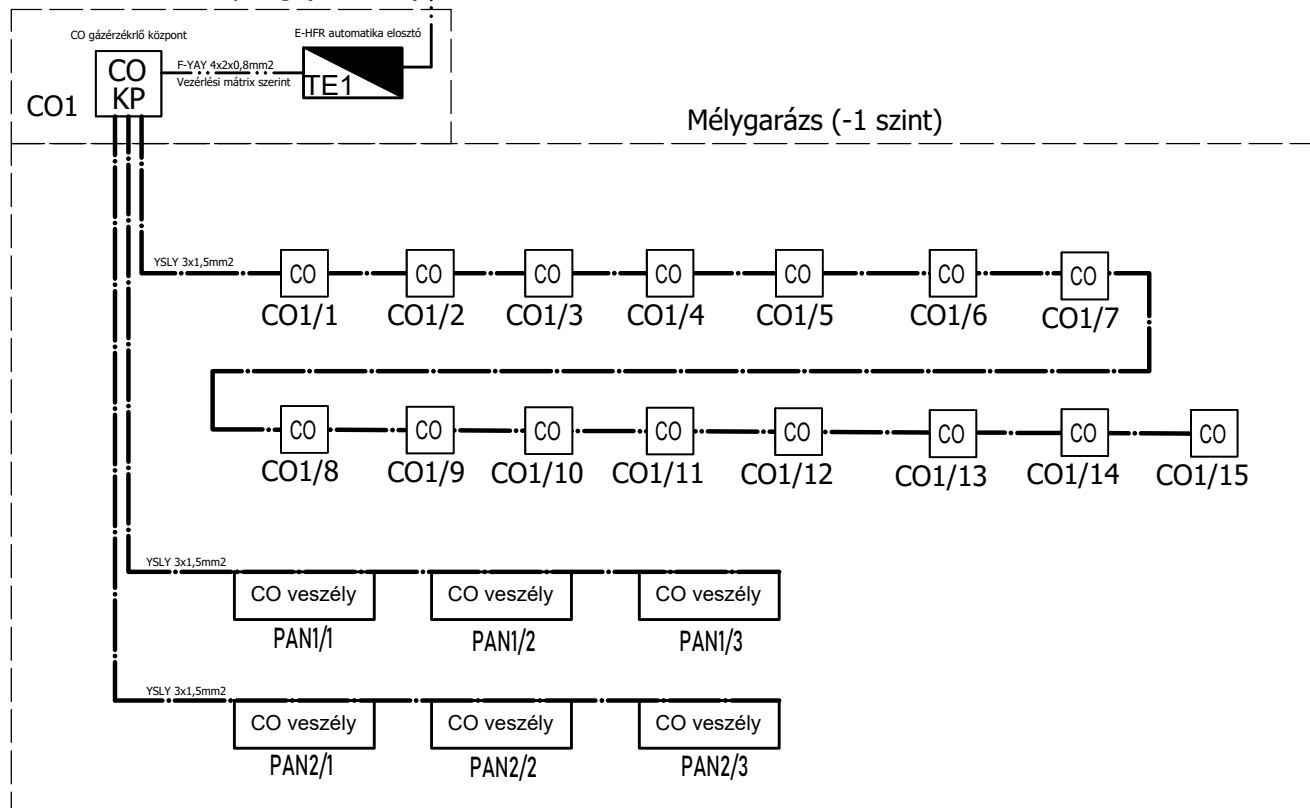 CO gázérzékrlő központ
E-HFR automatika elosztó
CO
KP
F-YAY 4x2x0,8mm2
Vezérlési mátrix szerint
TE1
CO1
Mélygarázs (-1 szint)
YSLY 3x1,5mm2
CO CO CO CO CO CO CO
CO1/1 CO1/2 CO1/3 CO1/4 CO1/5 CO1/6 CO1/7
CO CO CO CO CO CO CO CO
CO1/8 CO1/9 CO1/10 CO1/11 CO1/12 CO1/13 CO1/14 CO1/15
YSLY 3x1,5mm2
CO veszély CO veszély CO veszély
PAN1/1 PAN1/2 PAN1/3
YSLY 3x1,5mm2
CO veszély CO veszély CO veszély
PAN2/1 PAN2/2 PAN2/3